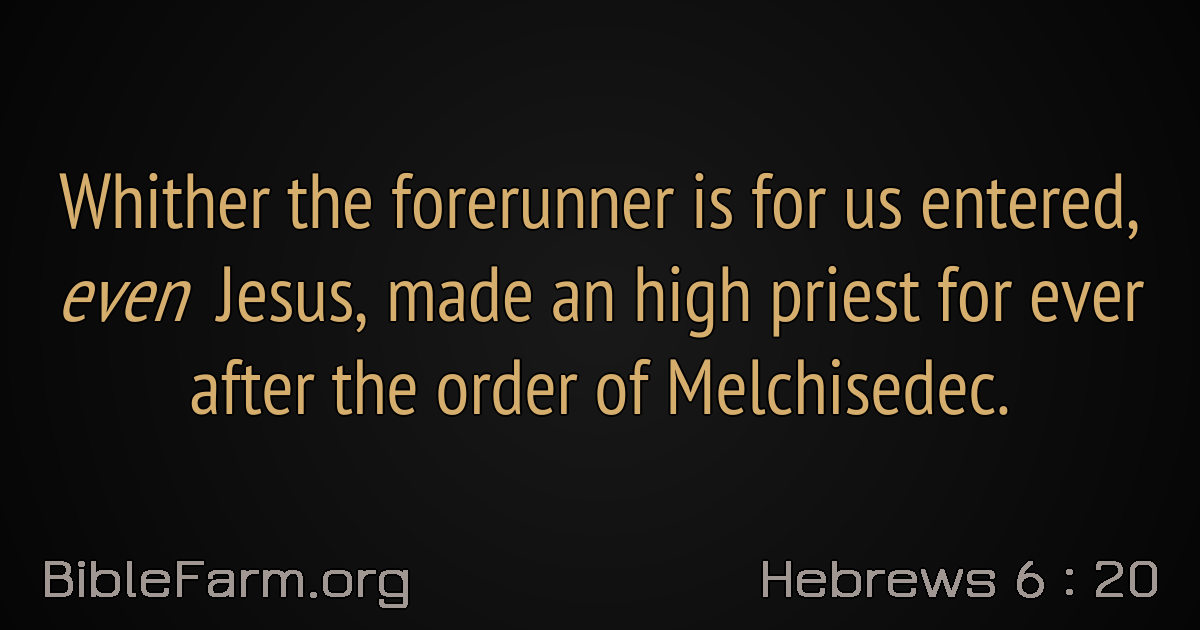 Whither the forerunner is for us entered,
even Jesus, made an high priest for ever
after the order of Melchisedec.
BibleFarm.org
Hebrews 6 : 20